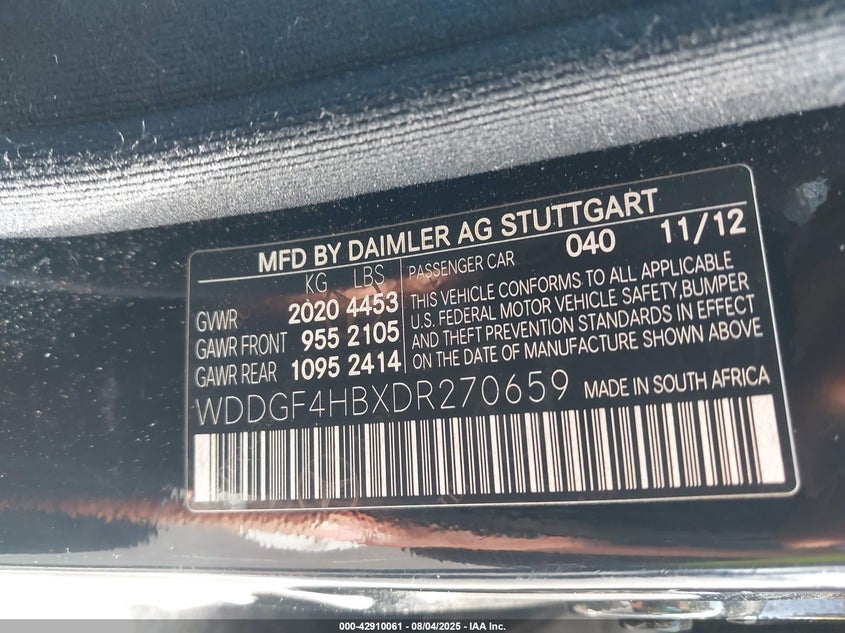 MFD BY DAIMLER AG STUTTGART
KG LBS PASSENGER CAR 040 11/12
GVWR 2020 4453 THIS VEHICLE CONFORMS TO ALL APPLICABLE
U.S. FEDERAL MOTOR VEHICLE SAFETY,BUMPER
GAWR FRONT 955 2105 AND THEFT PREVENTION STANDARDS IN EFFECT
GAWR REAR 1095 2414 ON THE DATE OF MANUFACTURE SHOWN ABOVE
WDDGF4HBXDR270659 MADE IN SOUTH AFRICA
000-42910061 - 08/04/2025 - IAA Inc.